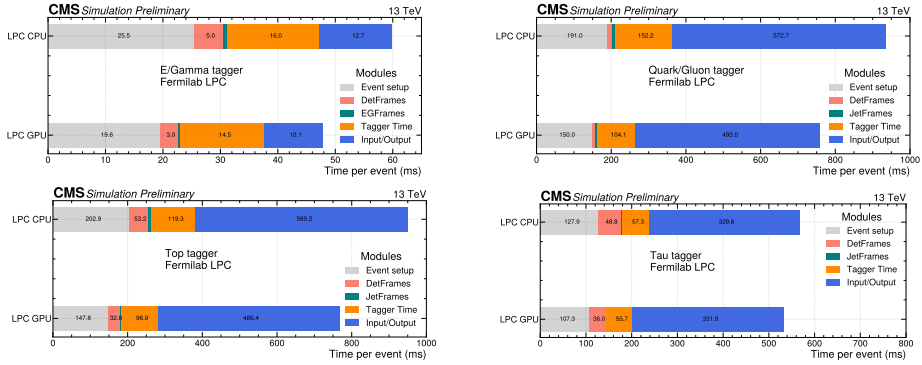 CMS Simulation Preliminary 13 TeV
LPC CPU 25.5 5.0 16.0 12.7
E/Gamma tagger
Fermilab LPC
Modules
Event setup
DetFrames
EGFrames
Tagger Time
Input/Output
LPC GPU 19.6 3.0 14.5 10.1
0 10 20 30 40 50 60
Time per event (ms)
CMS Simulation Preliminary 13 TeV
LPC CPU 191.0 152.2 572.7
Quark/Gluon tagger
Fermilab LPC
Modules
Event setup
DetFrames
JetFrames
Tagger Time
Input/Output
LPC GPU 150.0 104.1 493.0
0 200 400 600 800 1000
Time per event (ms)
CMS Simulation Preliminary 13 TeV
LPC CPU 202.9 53.2 119.3 569.2
Top tagger
Fermilab LPC
Modules
Event setup
DetFrames
JetFrames
Tagger Time
Input/Output
LPC GPU 147.8 32.8 96.9 486.4
0 200 400 600 800 1000
Time per event (ms)
CMS Simulation Preliminary 13 TeV
LPC CPU 127.9 48.8 57.3 329.6
Tau tagger
Fermilab LPC
Modules
Event setup
DetFrames
JetFrames
Tagger Time
Input/Output
LPC GPU 107.3 36.0 55.7 331.9
0 100 200 300 400 500 600 700 800
Time per event (ms)